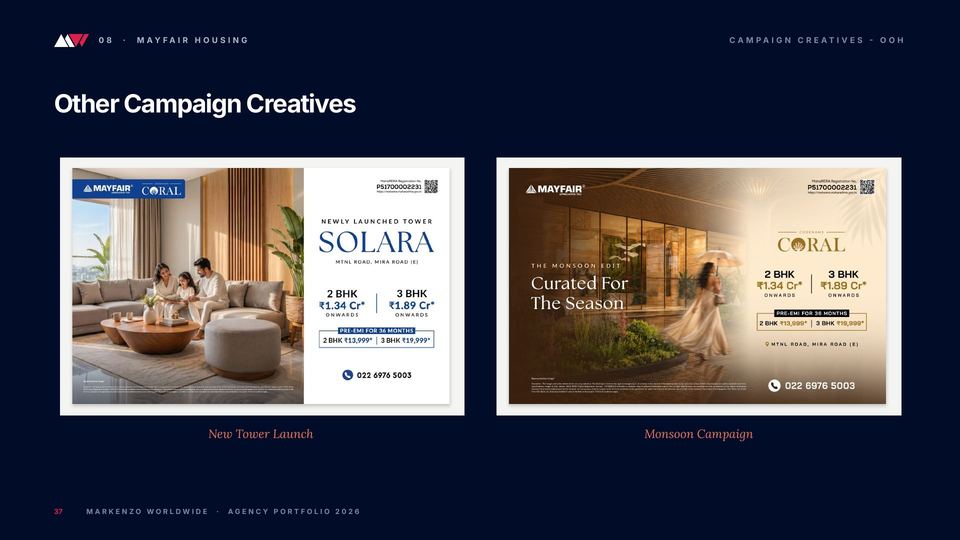 08 · MAYFAIR HOUSING
CAMPAIGN CREATIVES - OOH
Other Campaign Creatives
MAYFAIR
HOUSING
CORAL
MahaRERA Registration No.
P51700002231
NEWLY LAUNCHED TOWER
SOLARA
MTNL ROAD, MIRA ROAD (E)
2 BHK
₹1.34 Cr*
ONWARDS
3 BHK
₹1.89 Cr*
ONWARDS
PRE-EMI FOR 36 MONTHS
2 BHK ₹13,999* | 3 BHK ₹19,999*
022 6976 5003
New Tower Launch
MAYFAIR
HOUSING
MahaRERA Registration No.
P51700002231
THE MONSOON EDIT
Curated For
The Season
CODENAME
CORAL
2 BHK
₹1.34 Cr*
ONWARDS
3 BHK
₹1.89 Cr*
ONWARDS
PRE-EMI FOR 36 MONTHS
2 BHK ₹13,999* | 3 BHK ₹19,999*
MTNL ROAD, MIRA ROAD (E)
022 6976 5003
Monsoon Campaign
37 MARKENZO WORLDWIDE · AGENCY PORTFOLIO 2026